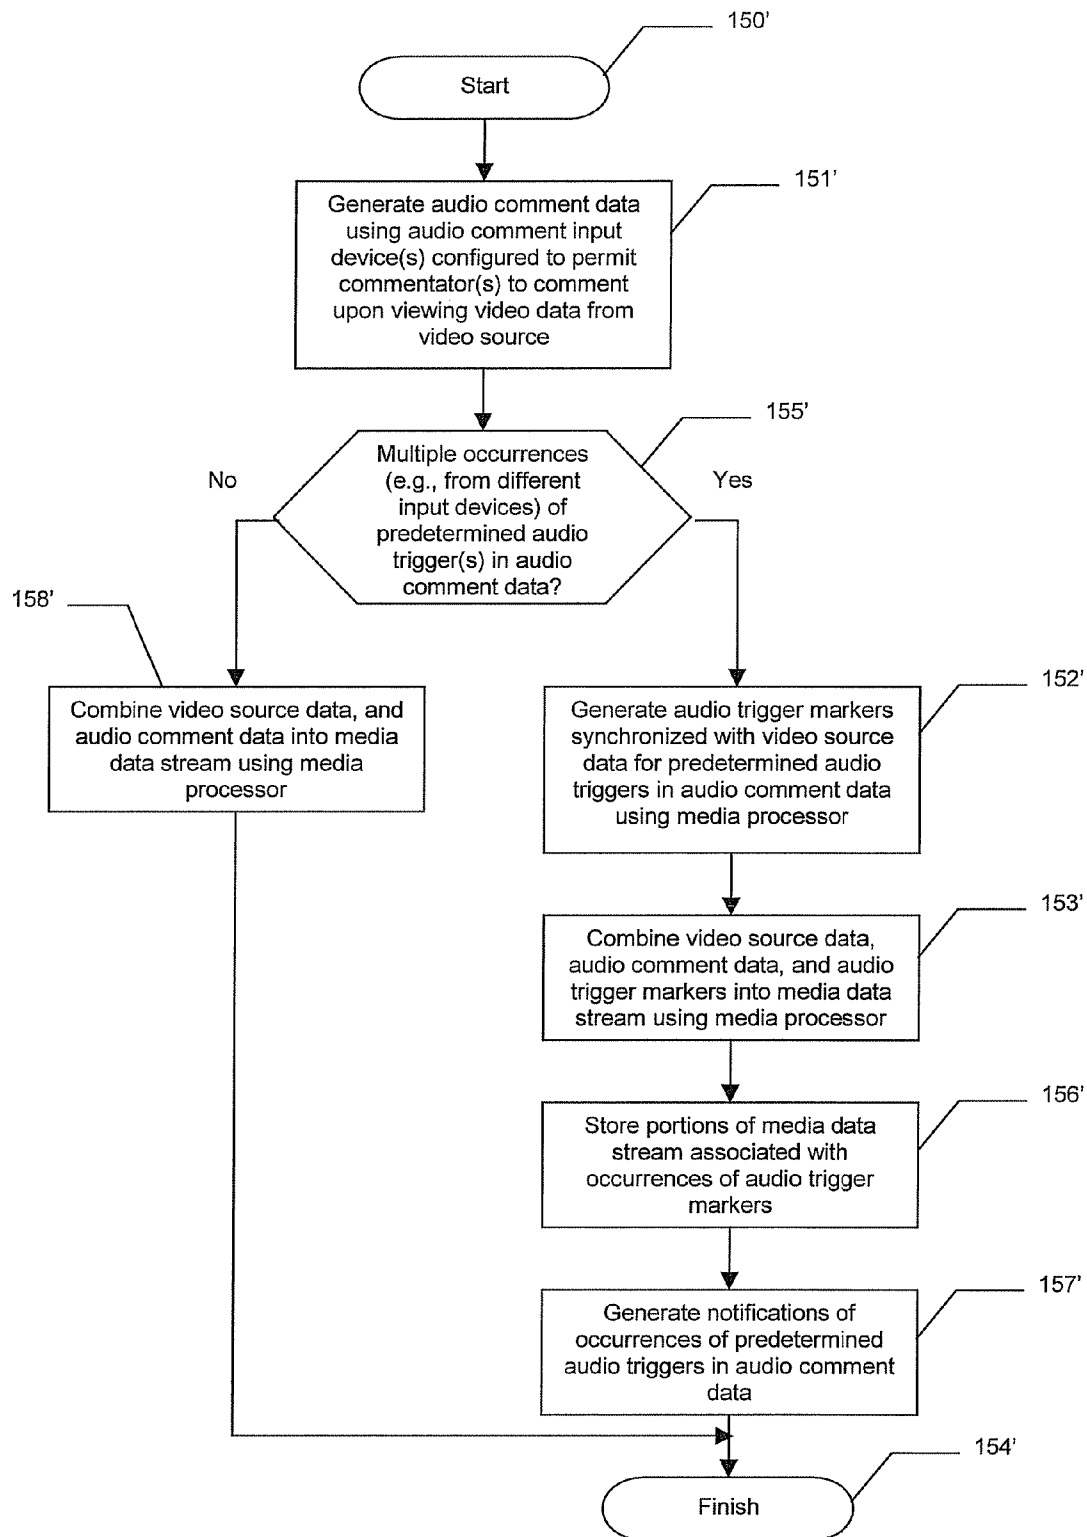 150’
Start
151’
Generate audio comment data
using audio comment input
device(s) configured to permit
commentator(s) to comment
upon viewing video data from
video source
155’
Multiple occurrences
(e.g., from different
input devices) of
predetermined audio
trigger(s) in audio
comment data?
No
Yes
158’
Combine video source data, and
audio comment data into media
data stream using media
processor
152’
Generate audio trigger markers
synchronized with video source
data for predetermined audio
triggers in audio comment data
using media processor
153’
Combine video source data,
audio comment data, and audio
trigger markers into media data
stream using media processor
156’
Store portions of media data
stream associated with
occurrences of audio trigger
markers
157’
Generate notifications of
occurrences of predetermined
audio triggers in audio comment
data
154’
Finish